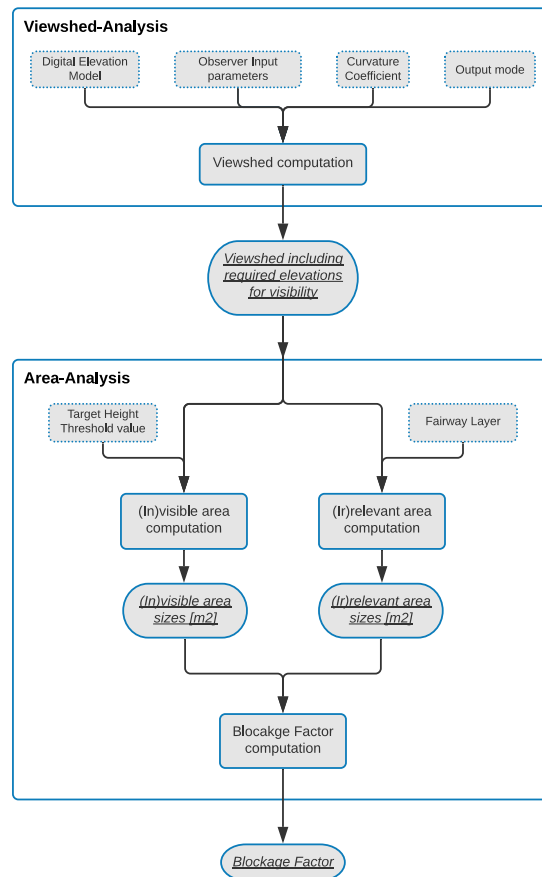 Viewshed-Analysis
Digital Elevation
Model
Observer Input
parameters
Curvature
Coefficient
Output mode
Viewshed computation
Viewshed including
required elevations
for visibility
Area-Analysis
Target Height
Threshold value
Fairway Layer
(In)visible area
computation
(Ir)relevant area
computation
(In)visible area
sizes [m2]
(Ir)relevant area
sizes [m2]
Blocakge Factor
computation
Blockage Factor